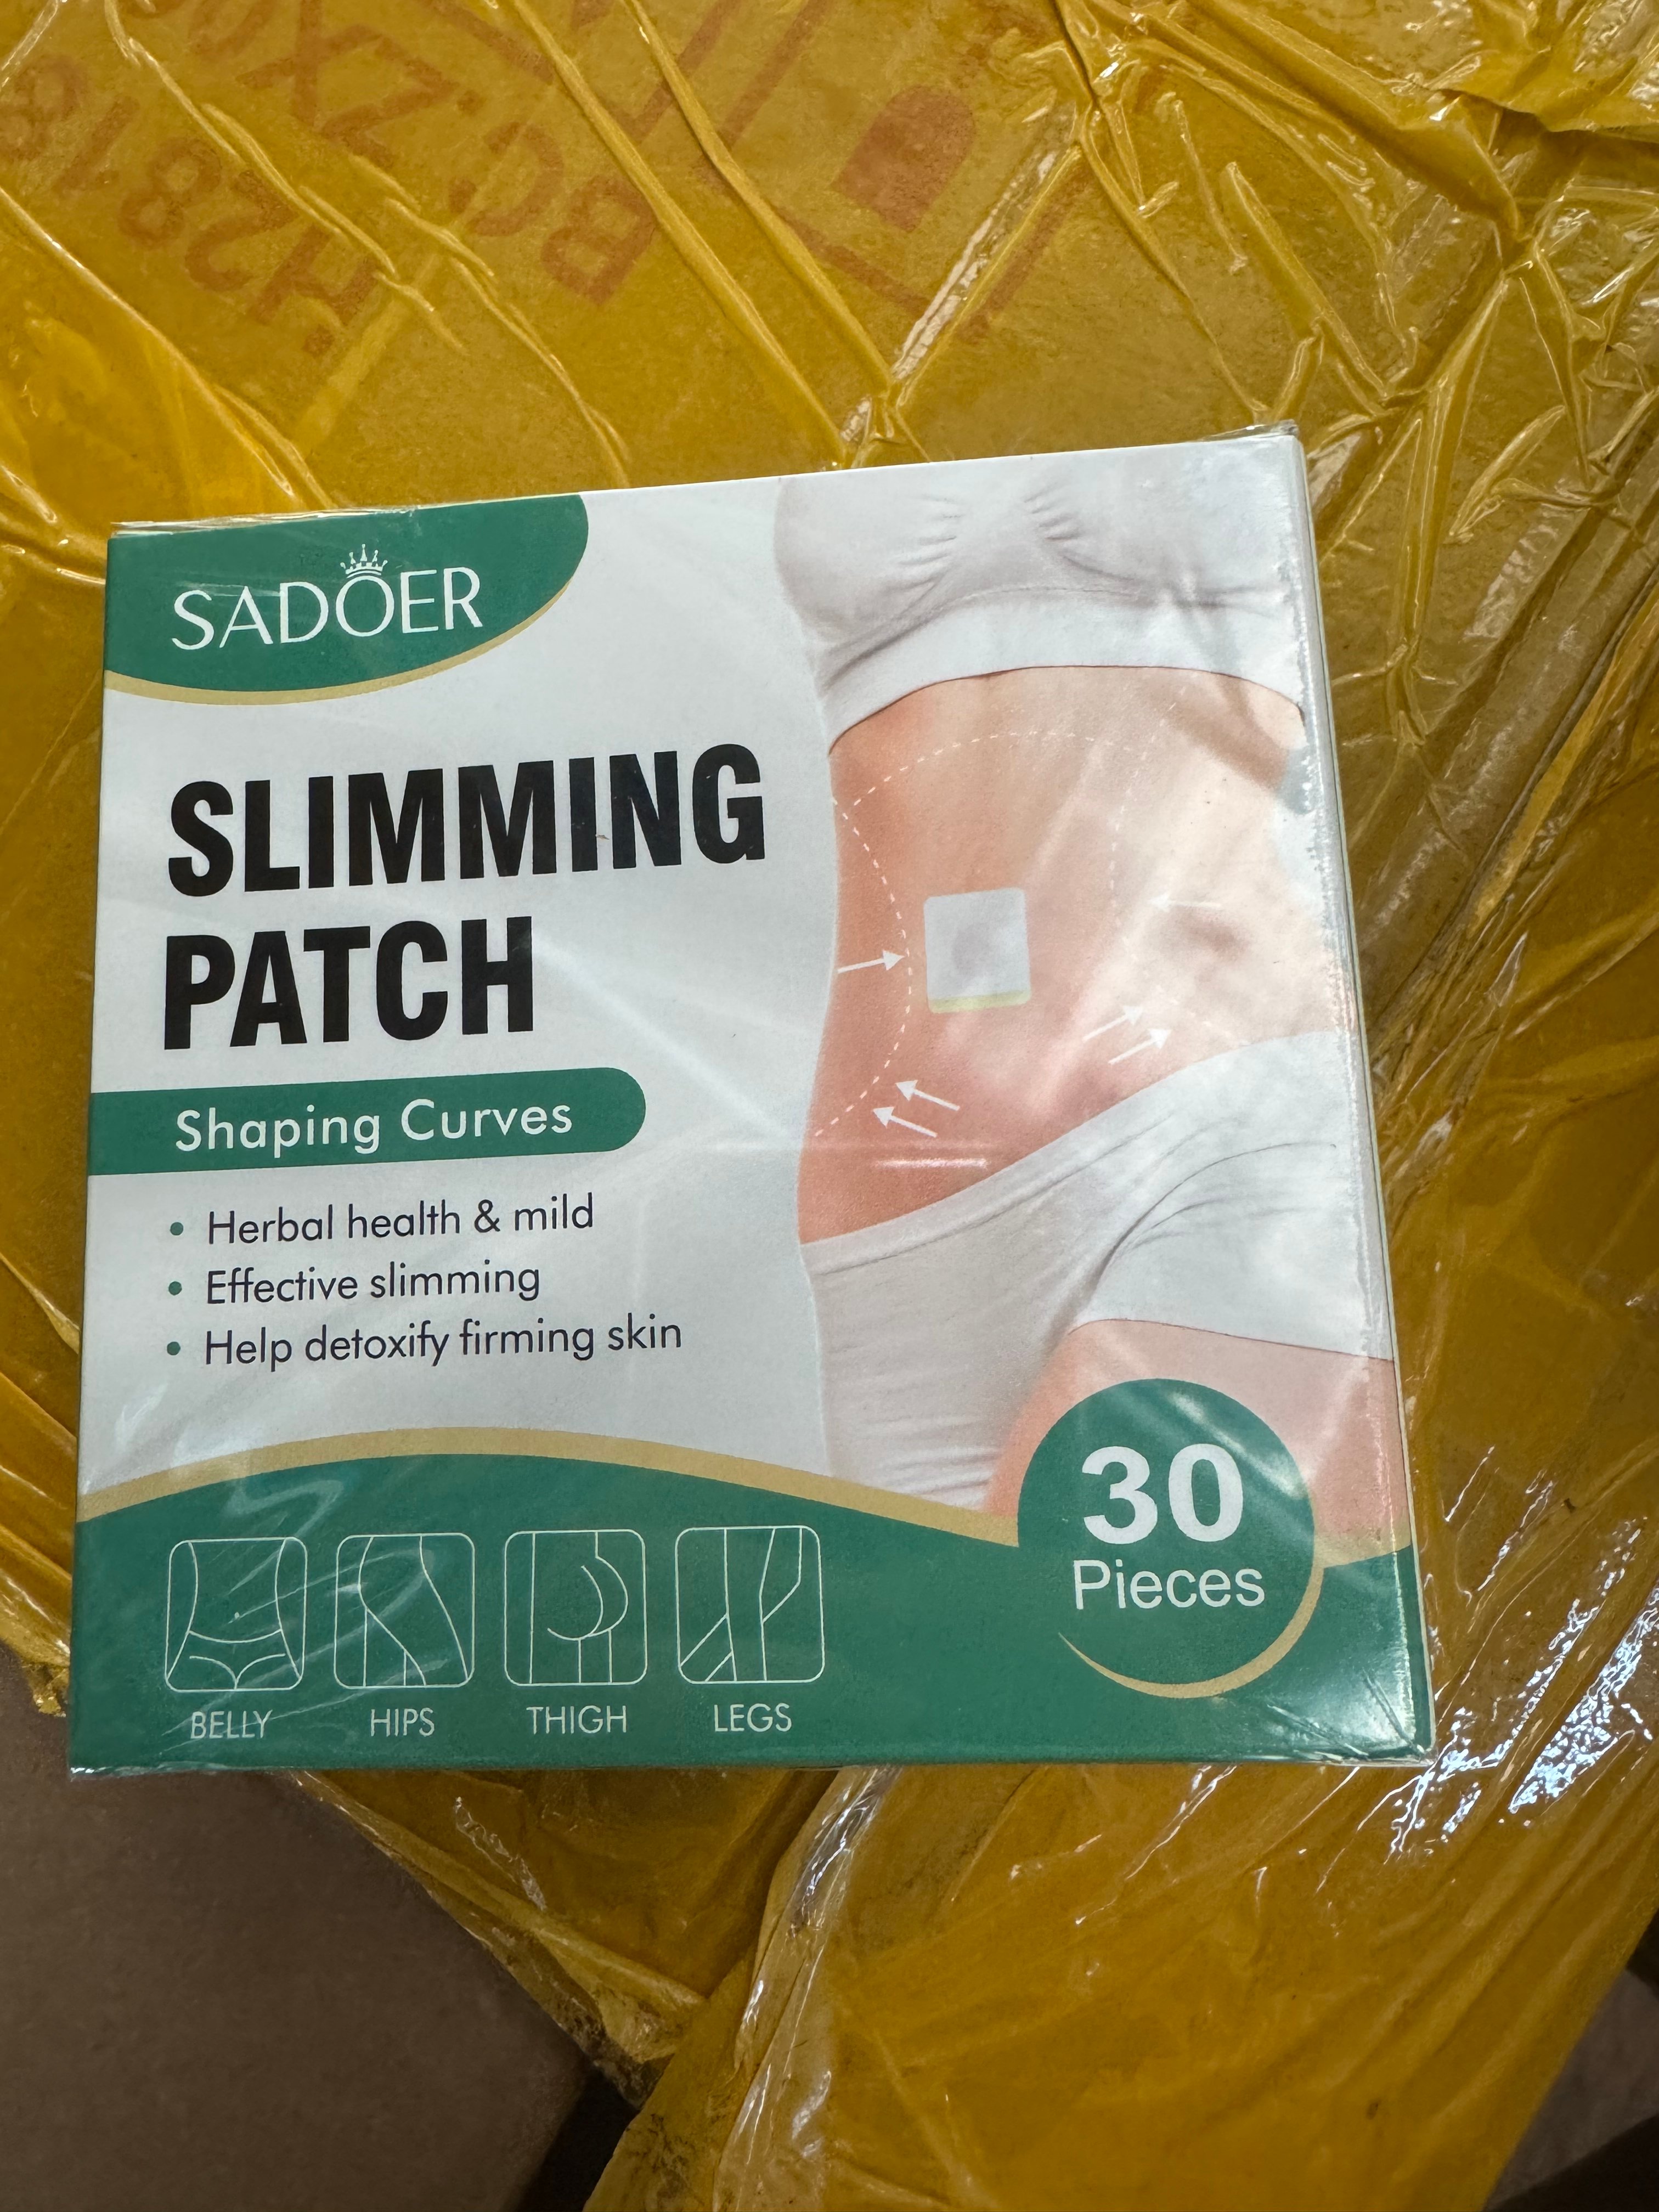 SADOER
SLIMMING
PATCH
Shaping Curves
• Herbal health & mild
• Effective slimming
• Help detoxify firming skin
30
Pieces
BELLY
HIPS
THIGH
LEGS